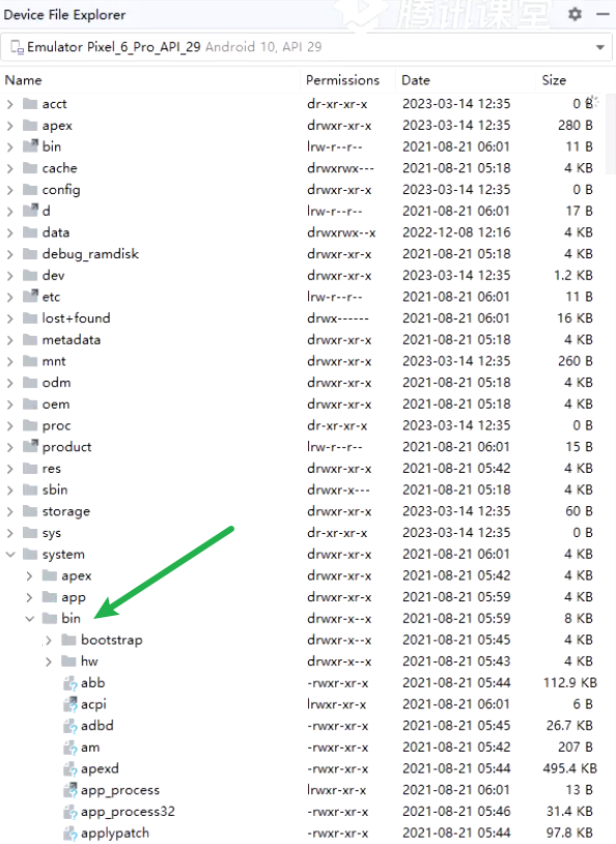 腾讯课堂
Device File Explorer
Emulator Pixel_6_Pro_API_29 Android 10, API 29
Name Permissions Date Size
acct dr-xr-xr-x 2023-03-14 12:35 0 B
apex drwxr-xr-x 2023-03-14 12:35 280 B
bin lrw-r--r-- 2021-08-21 06:01 11 B
cache drwxrwx--- 2021-08-21 05:18 4 KB
config drwxr-xr-x 2023-03-14 12:35 0 B
d lrw-r--r-- 2021-08-21 06:01 17 B
data drwxrwx--x 2022-12-08 12:16 4 KB
debug_ramdisk drwxr-xr-x 2021-08-21 05:18 4 KB
dev drwxr-xr-x 2023-03-14 12:35 1.2 KB
etc lrw-r--r-- 2021-08-21 06:01 11 B
lost+found drwx------ 2021-08-21 06:01 16 KB
metadata drwxr-xr-x 2021-08-21 05:18 4 KB
mnt drwxr-xr-x 2023-03-14 12:35 260 B
odm drwxr-xr-x 2021-08-21 05:18 4 KB
oem drwxr-xr-x 2021-08-21 05:18 4 KB
proc dr-xr-xr-x 2023-03-14 12:35 0 B
product lrw-r--r-- 2021-08-21 06:01 15 B
res drwxr-xr-x 2021-08-21 05:42 4 KB
sbin drwxr-x--- 2021-08-21 05:18 4 KB
storage drwxr-xr-x 2023-03-14 12:35 60 B
sys dr-xr-xr-x 2023-03-14 12:35 0 B
system drwxr-xr-x 2021-08-21 06:01 4 KB
apex drwxr-xr-x 2021-08-21 05:42 4 KB
app drwxr-xr-x 2021-08-21 05:59 4 KB
bin drwxr-x--x 2021-08-21 05:59 8 KB
bootstrap drwxr-x--x 2021-08-21 05:45 4 KB
hw drwxr-x--x 2021-08-21 05:43 4 KB
abb -rwxr-xr-x 2021-08-21 05:44 112.9 KB
acpi lrwxr-xr-x 2021-08-21 06:01 6 B
adbd -rwxr-xr-x 2021-08-21 05:45 26.7 KB
am -rwxr-xr-x 2021-08-21 05:42 207 B
apexd -rwxr-xr-x 2021-08-21 05:44 495.4 KB
app_process lrwxr-xr-x 2021-08-21 06:01 13 B
app_process32 -rwxr-xr-x 2021-08-21 05:46 31.4 KB
applypatch -rwxr-xr-x 2021-08-21 05:44 97.8 KB